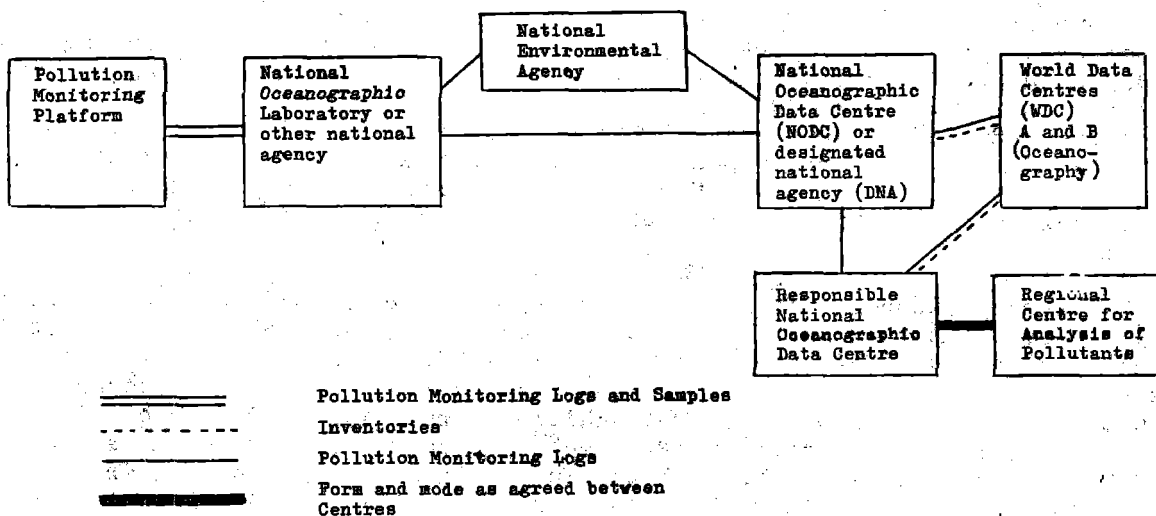 Pollution
Monitoring
Platform
National
Oceanographic
Laboratory or
other national
agency
National
Environmental
Agency
National
Oceanographic
Data Centre
(NODC) or
designated
national
agency (DNA)
World Data
Centres
(WDC)
A and B
(Oceano-
graphy)
Responsible
National
Oceanographic
Data Centre
Regional
Centre for
Analysis of
Pollutants
Pollution Monitoring Logs and Samples
Inventories
Pollution Monitoring Logs
Form and mode as agreed between
Centres